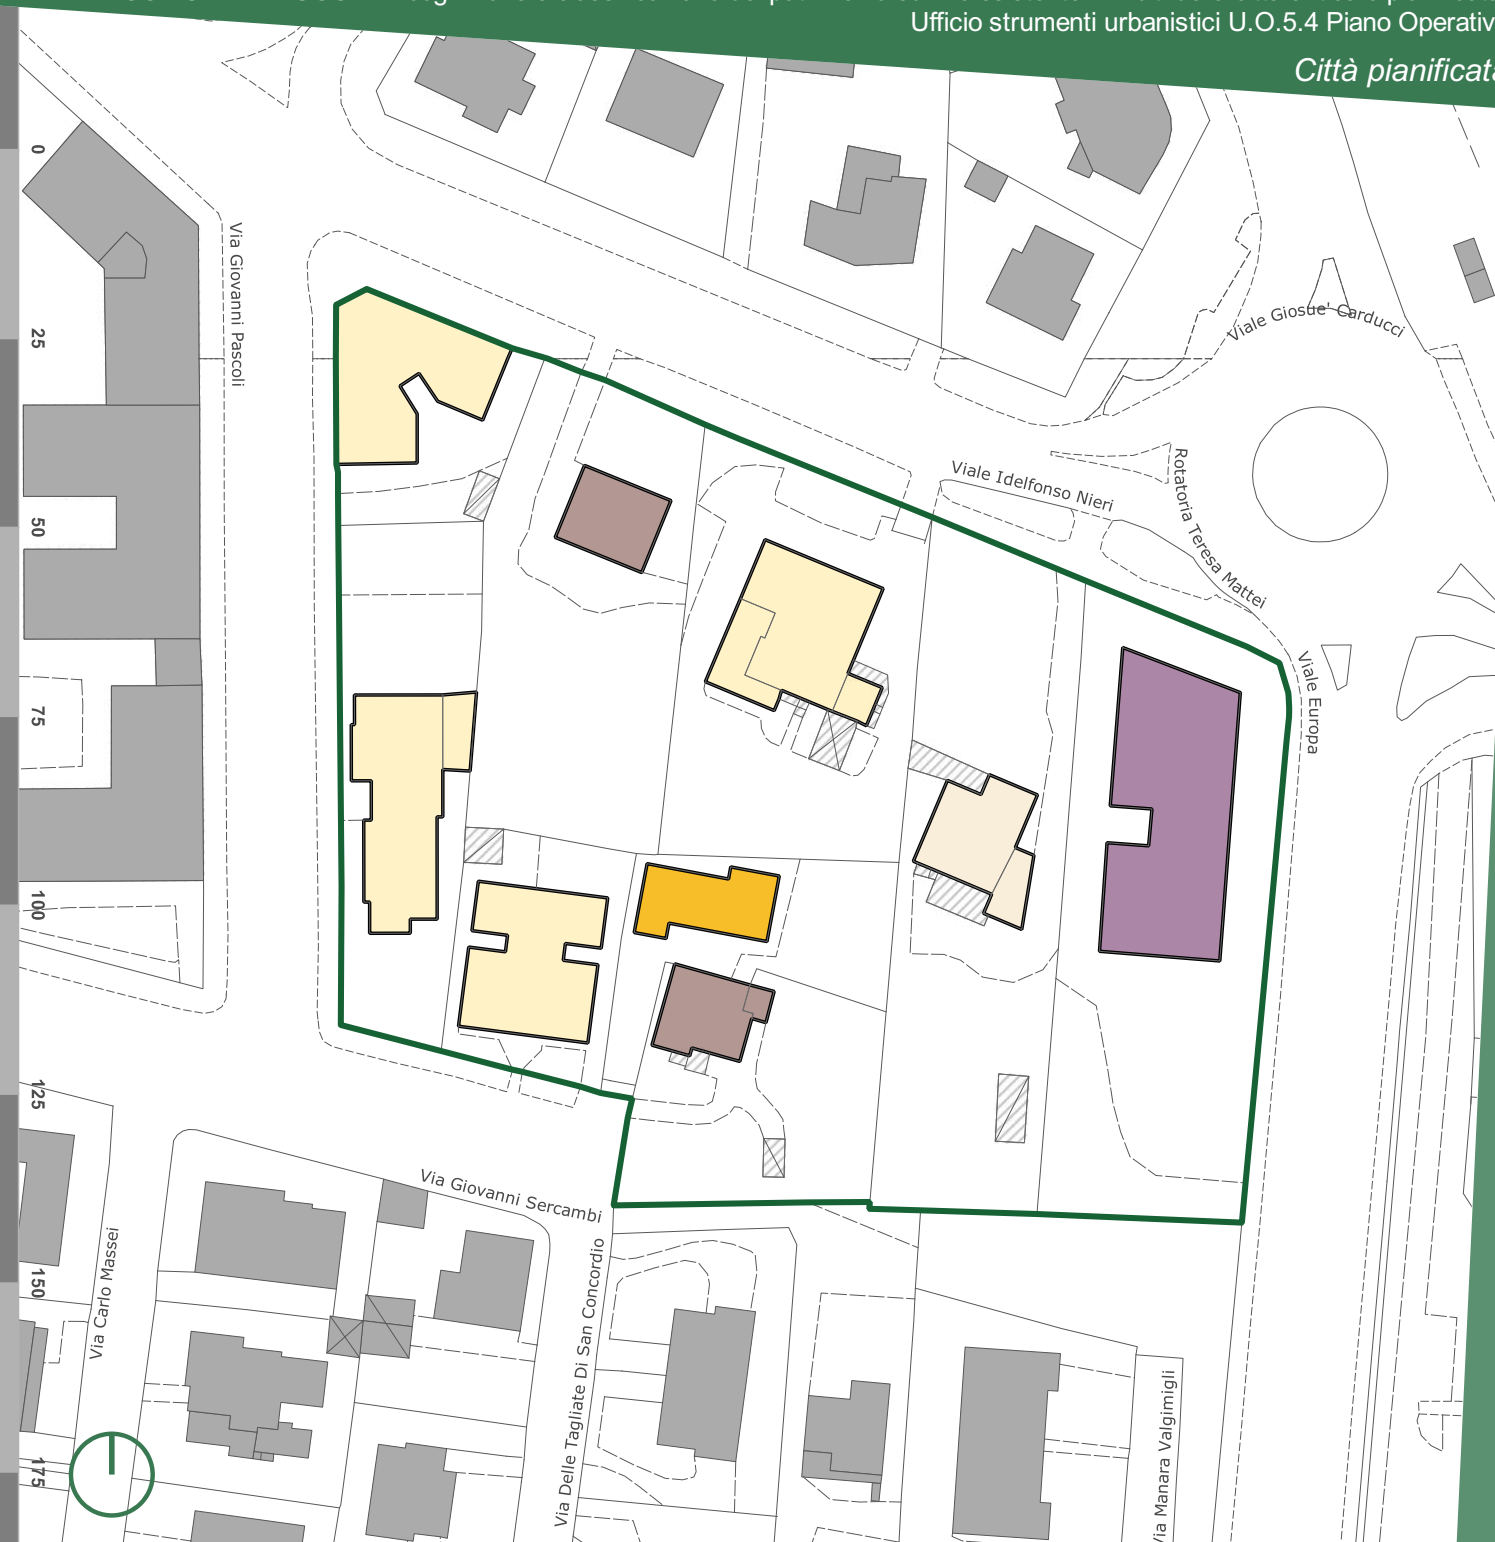 Ufficio strumenti urbanistici U.O.5.4 Piano Operativ
Città pianificata
0
25
50
75
100
125
150
175
Via Giovanni Pascoli
Viale Giosue' Carducci
Viale Idelfonso Nieri
Rotatoria Teresa Mattei
Viale Europa
Via Giovanni Sercambi
Via Carlo Massei
Via Delle Tagliate Di San Concordio
Via Manara Valgimigli